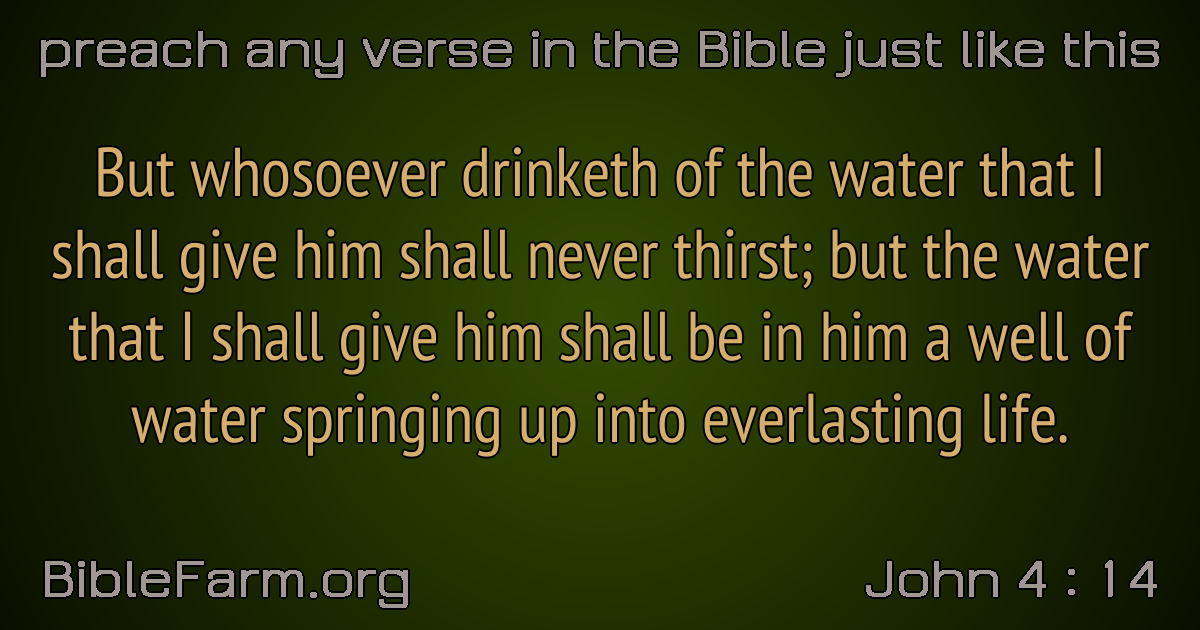 preach any verse in the Bible just like this
But whosoever drinketh of the water that I
shall give him shall never thirst; but the water
that I shall give him shall be in him a well of
water springing up into everlasting life.
BibleFarm.org
John 4 : 14